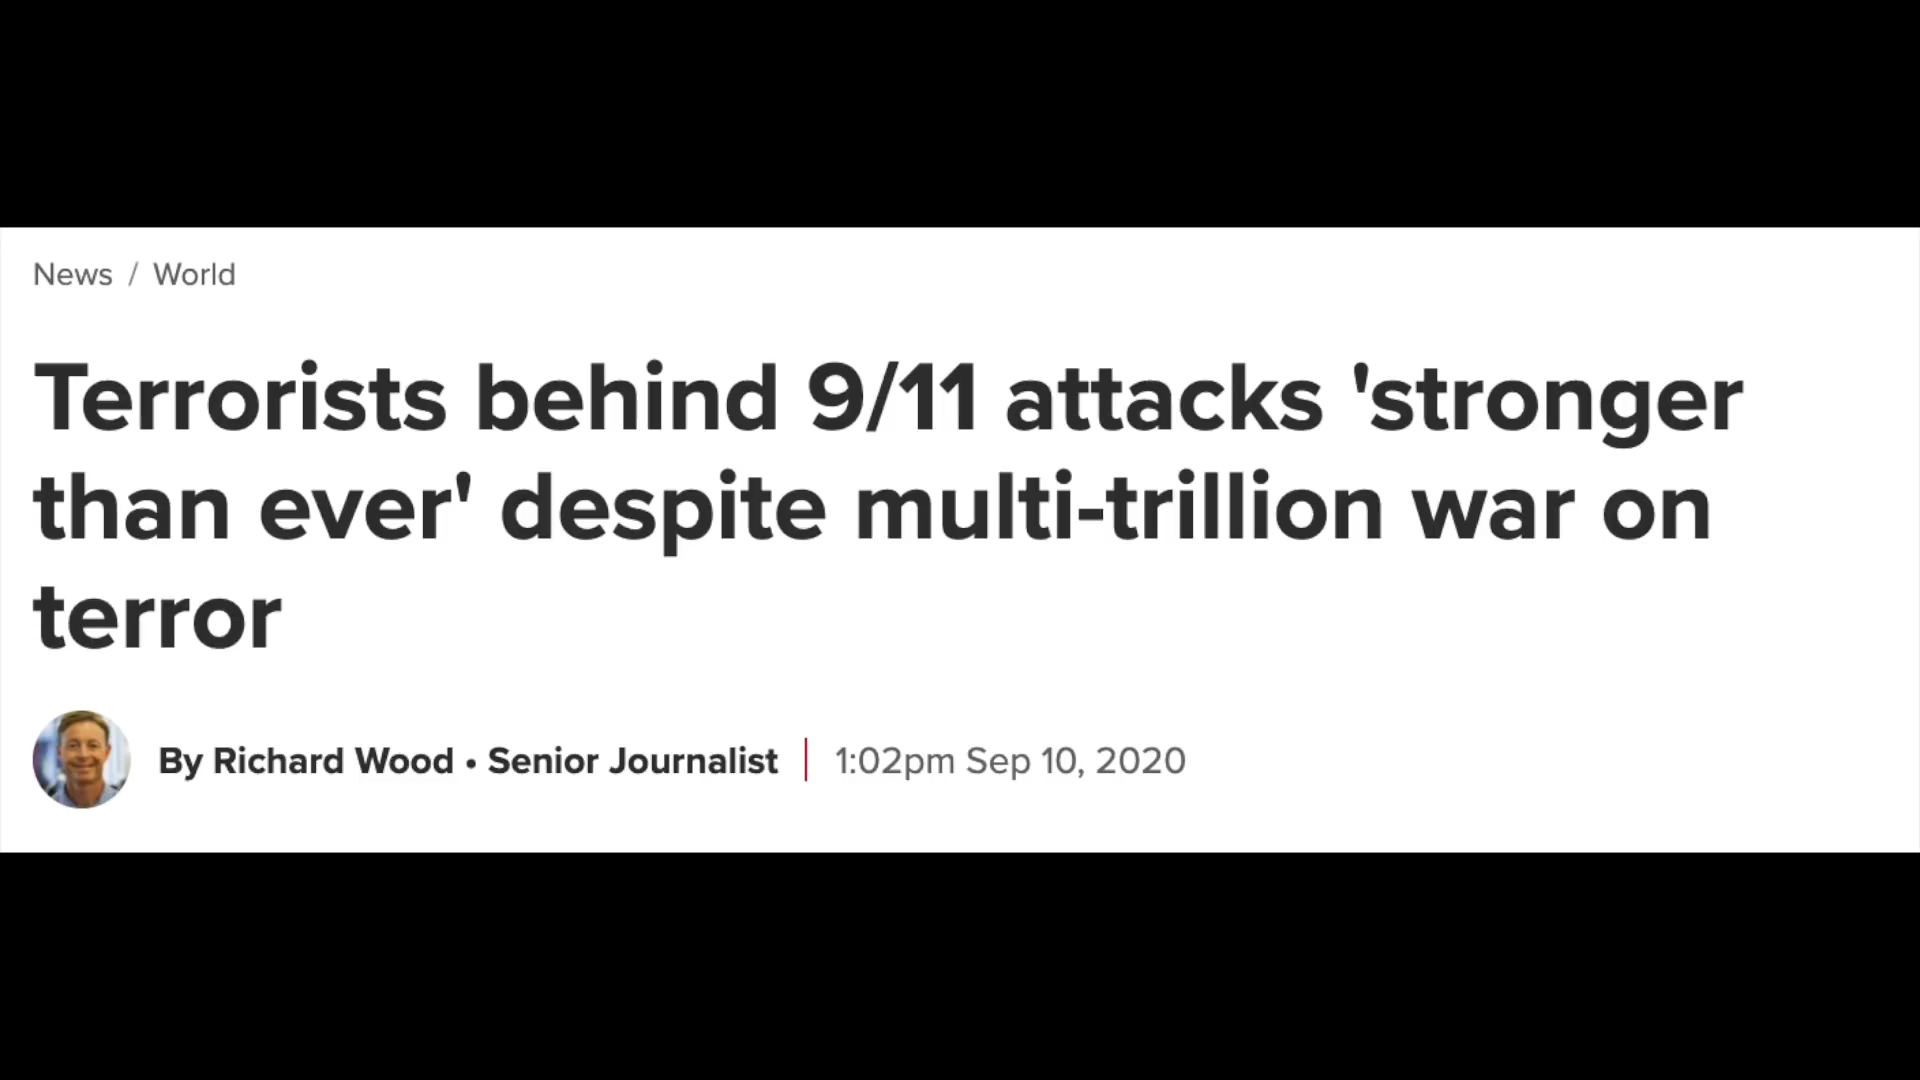 News / World
Terrorists behind 9/11 attacks 'stronger
than ever' despite multi-trillion war on
terror
By Richard Wood • Senior Journalist | 1:02pm Sep 10, 2020